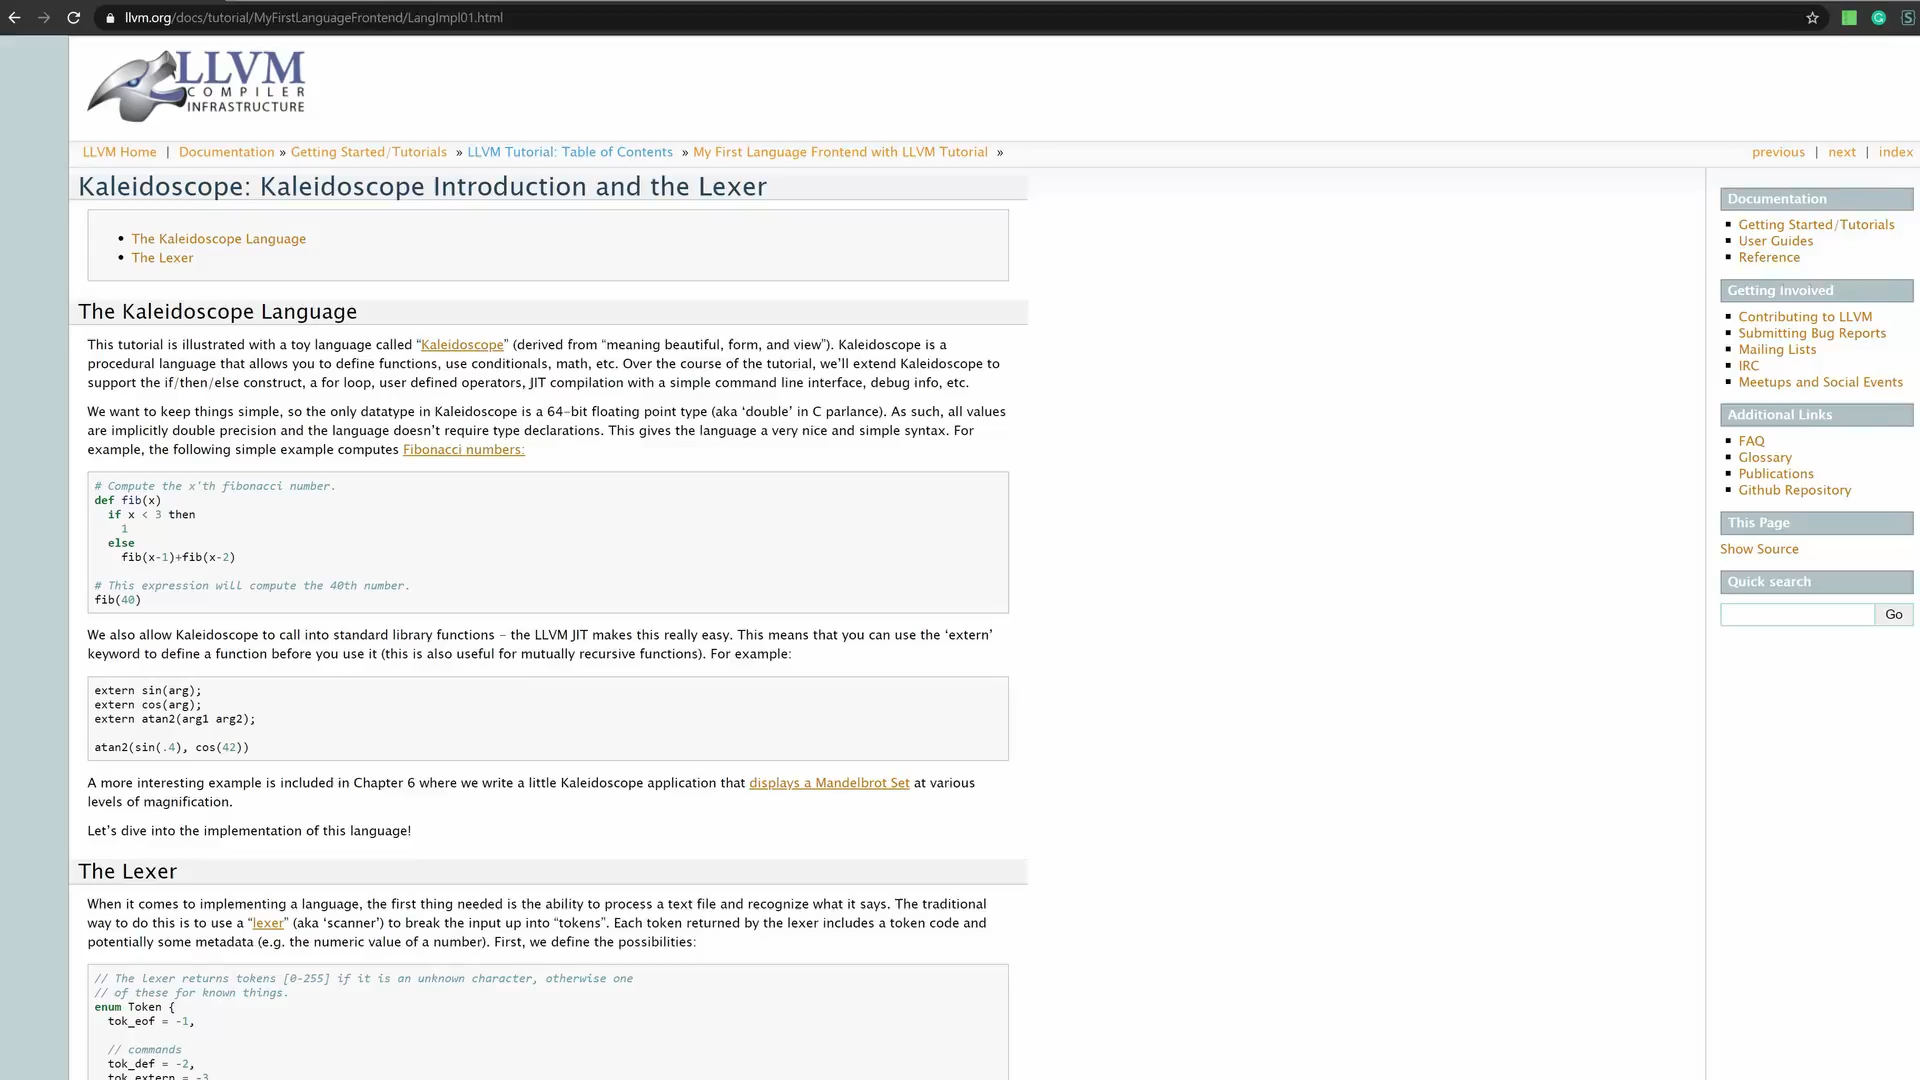 llvm.org/docs/tutorial/MyFirstLanguageFrontend/LangImpl01.html
LLVM
COMPILER
INFRASTRUCTURE
LLVM Home | Documentation » Getting Started/Tutorials » LLVM Tutorial: Table of Contents » My First Language Frontend with LLVM Tutorial »
previous | next | index
Kaleidoscope: Kaleidoscope Introduction and the Lexer
• The Kaleidoscope Language
• The Lexer
The Kaleidoscope Language
This tutorial is illustrated with a toy language called “Kaleidoscope” (derived from “meaning beautiful, form, and view”). Kaleidoscope is a
procedural language that allows you to define functions, use conditionals, math, etc. Over the course of the tutorial, we’ll extend Kaleidoscope to
support the if/then/else construct, a for loop, user defined operators, JIT compilation with a simple command line interface, debug info, etc.
We want to keep things simple, so the only datatype in Kaleidoscope is a 64-bit floating point type (aka ‘double’ in C parlance). As such, all values
are implicitly double precision and the language doesn’t require type declarations. This gives the language a very nice and simple syntax. For
example, the following simple example computes Fibonacci numbers:
# Compute the x'th fibonacci number.
def fib(x)
  if x < 3 then
    1
  else
    fib(x-1)+fib(x-2)
# This expression will compute the 40th number.
fib(40)
We also allow Kaleidoscope to call into standard library functions – the LLVM JIT makes this really easy. This means that you can use the ‘extern’
keyword to define a function before you use it (this is also useful for mutually recursive functions). For example:
extern sin(arg);
extern cos(arg);
extern atan2(arg1 arg2);
atan2(sin(.4), cos(42))
A more interesting example is included in Chapter 6 where we write a little Kaleidoscope application that displays a Mandelbrot Set at various
levels of magnification.
Let’s dive into the implementation of this language!
The Lexer
When it comes to implementing a language, the first thing needed is the ability to process a text file and recognize what it says. The traditional
way to do this is to use a “lexer” (aka ‘scanner’) to break the input up into “tokens”. Each token returned by the lexer includes a token code and
potentially some metadata (e.g. the numeric value of a number). First, we define the possibilities:
// The lexer returns tokens [0-255] if it is an unknown character, otherwise one
// of these for known things.
enum Token {
  tok_eof = -1,
  // commands
  tok_def = -2,
  tok_extern = -3
Documentation
Getting Started/Tutorials
User Guides
Reference
Getting Involved
Contributing to LLVM
Submitting Bug Reports
Mailing Lists
IRC
Meetups and Social Events
Additional Links
FAQ
Glossary
Publications
Github Repository
This Page
Show Source
Quick search
Go